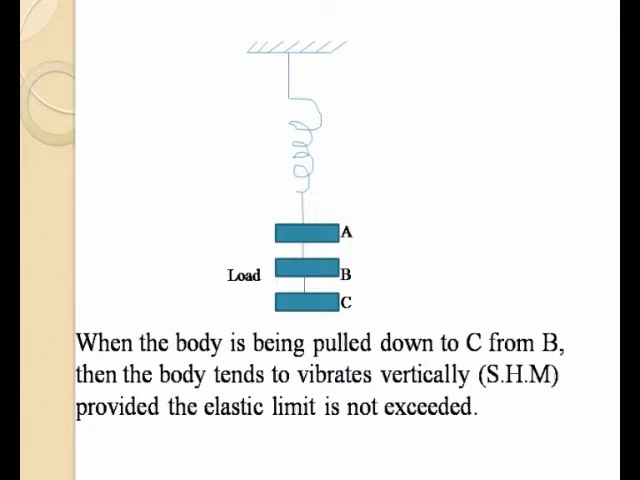 A
Load
B
C
When the body is being pulled down to C from B,
then the body tends to vibrates vertically (S.H.M)
provided the elastic limit is not exceeded.